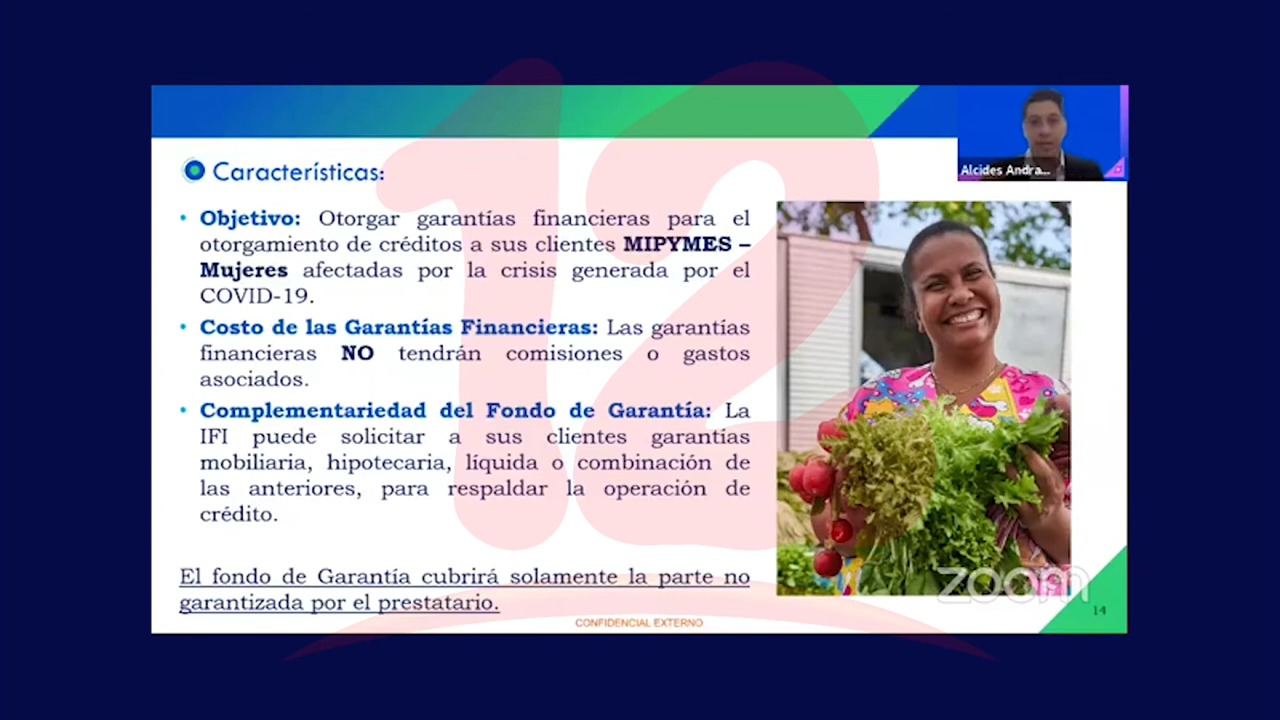 Características:
Alcides Andra...
• Objetivo: Otorgar garantías financieras para el
otorgamiento de créditos a sus clientes MIPYMES –
Mujeres afectadas por la crisis generada por el
COVID-19.
• Costo de las Garantías Financieras: Las garantías
financieras NO tendrán comisiones o gastos
asociados.
• Complementariedad del Fondo de Garantía: La
IFI puede solicitar a sus clientes garantías
mobiliaria, hipotecaria, líquida o combinación de
las anteriores, para respaldar la operación de
crédito.
El fondo de Garantía cubrirá solamente la parte no
garantizada por el prestatario.
CONFIDENCIAL EXTERNO
zoom
14
12